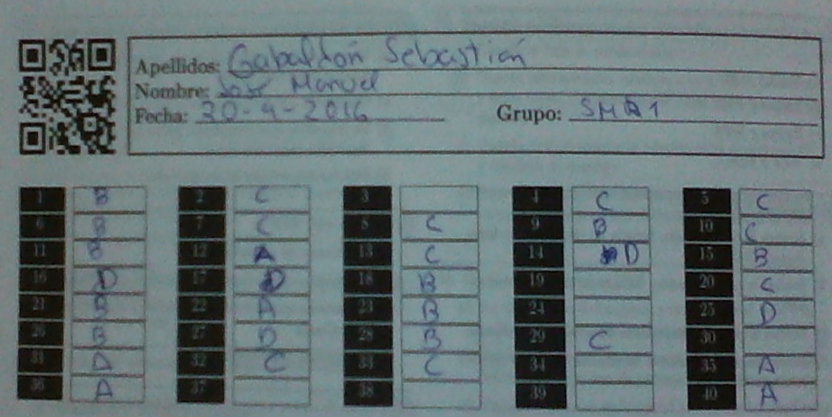 Apellidos: Gabaldón Sebastián
Nombre: José Manuel
Fecha: 20-4-2016 Grupo: SMR1
1 B 2 C 3 4 C 5 C
6 B 7 C 8 C 9 B 10 C
11 B 12 A 13 C 14 D 15 B
16 D 17 D 18 B 19 20 C
21 B 22 A 23 B 24 25 D
26 B 27 D 28 B 29 C 30
31 D 32 C 33 C 34 35 A
36 A 37 38 39 40 A